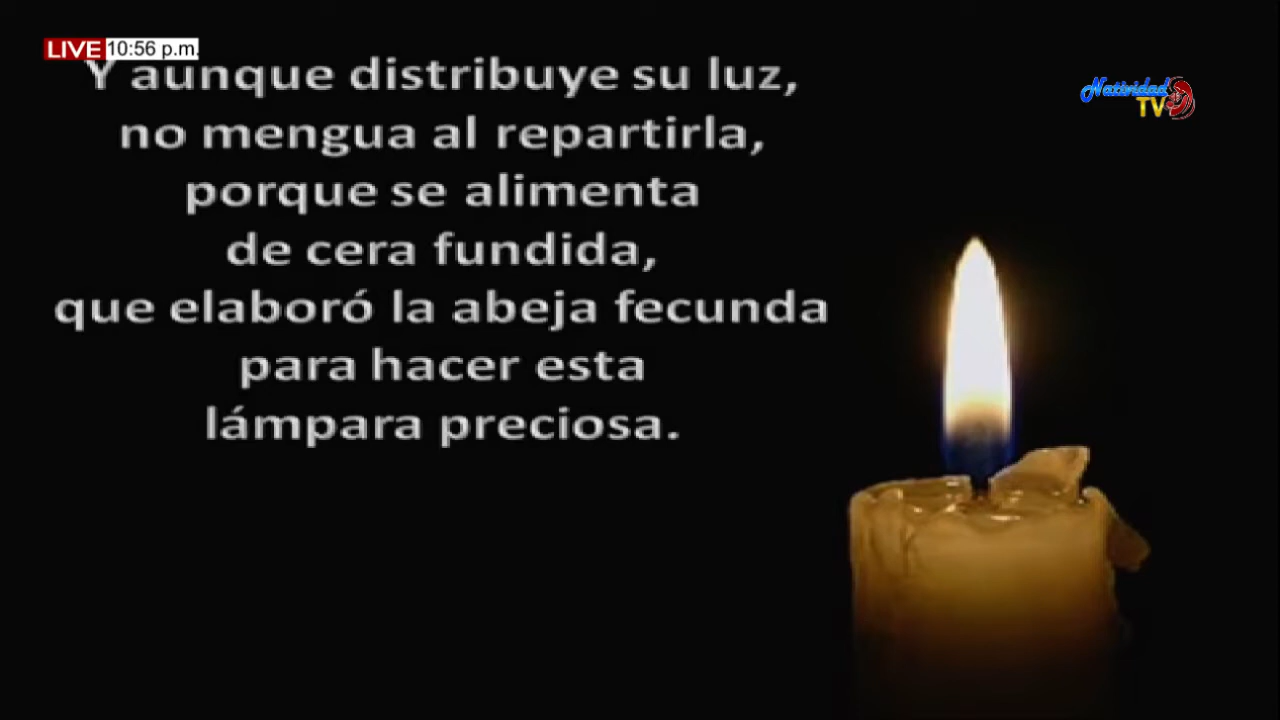 LIVE 10:56 p.m.
Natividad
TV
Y aunque distribuye su luz,
no mengua al repartirla,
porque se alimenta
de cera fundida,
que elaboró la abeja fecunda
para hacer esta
lámpara preciosa.